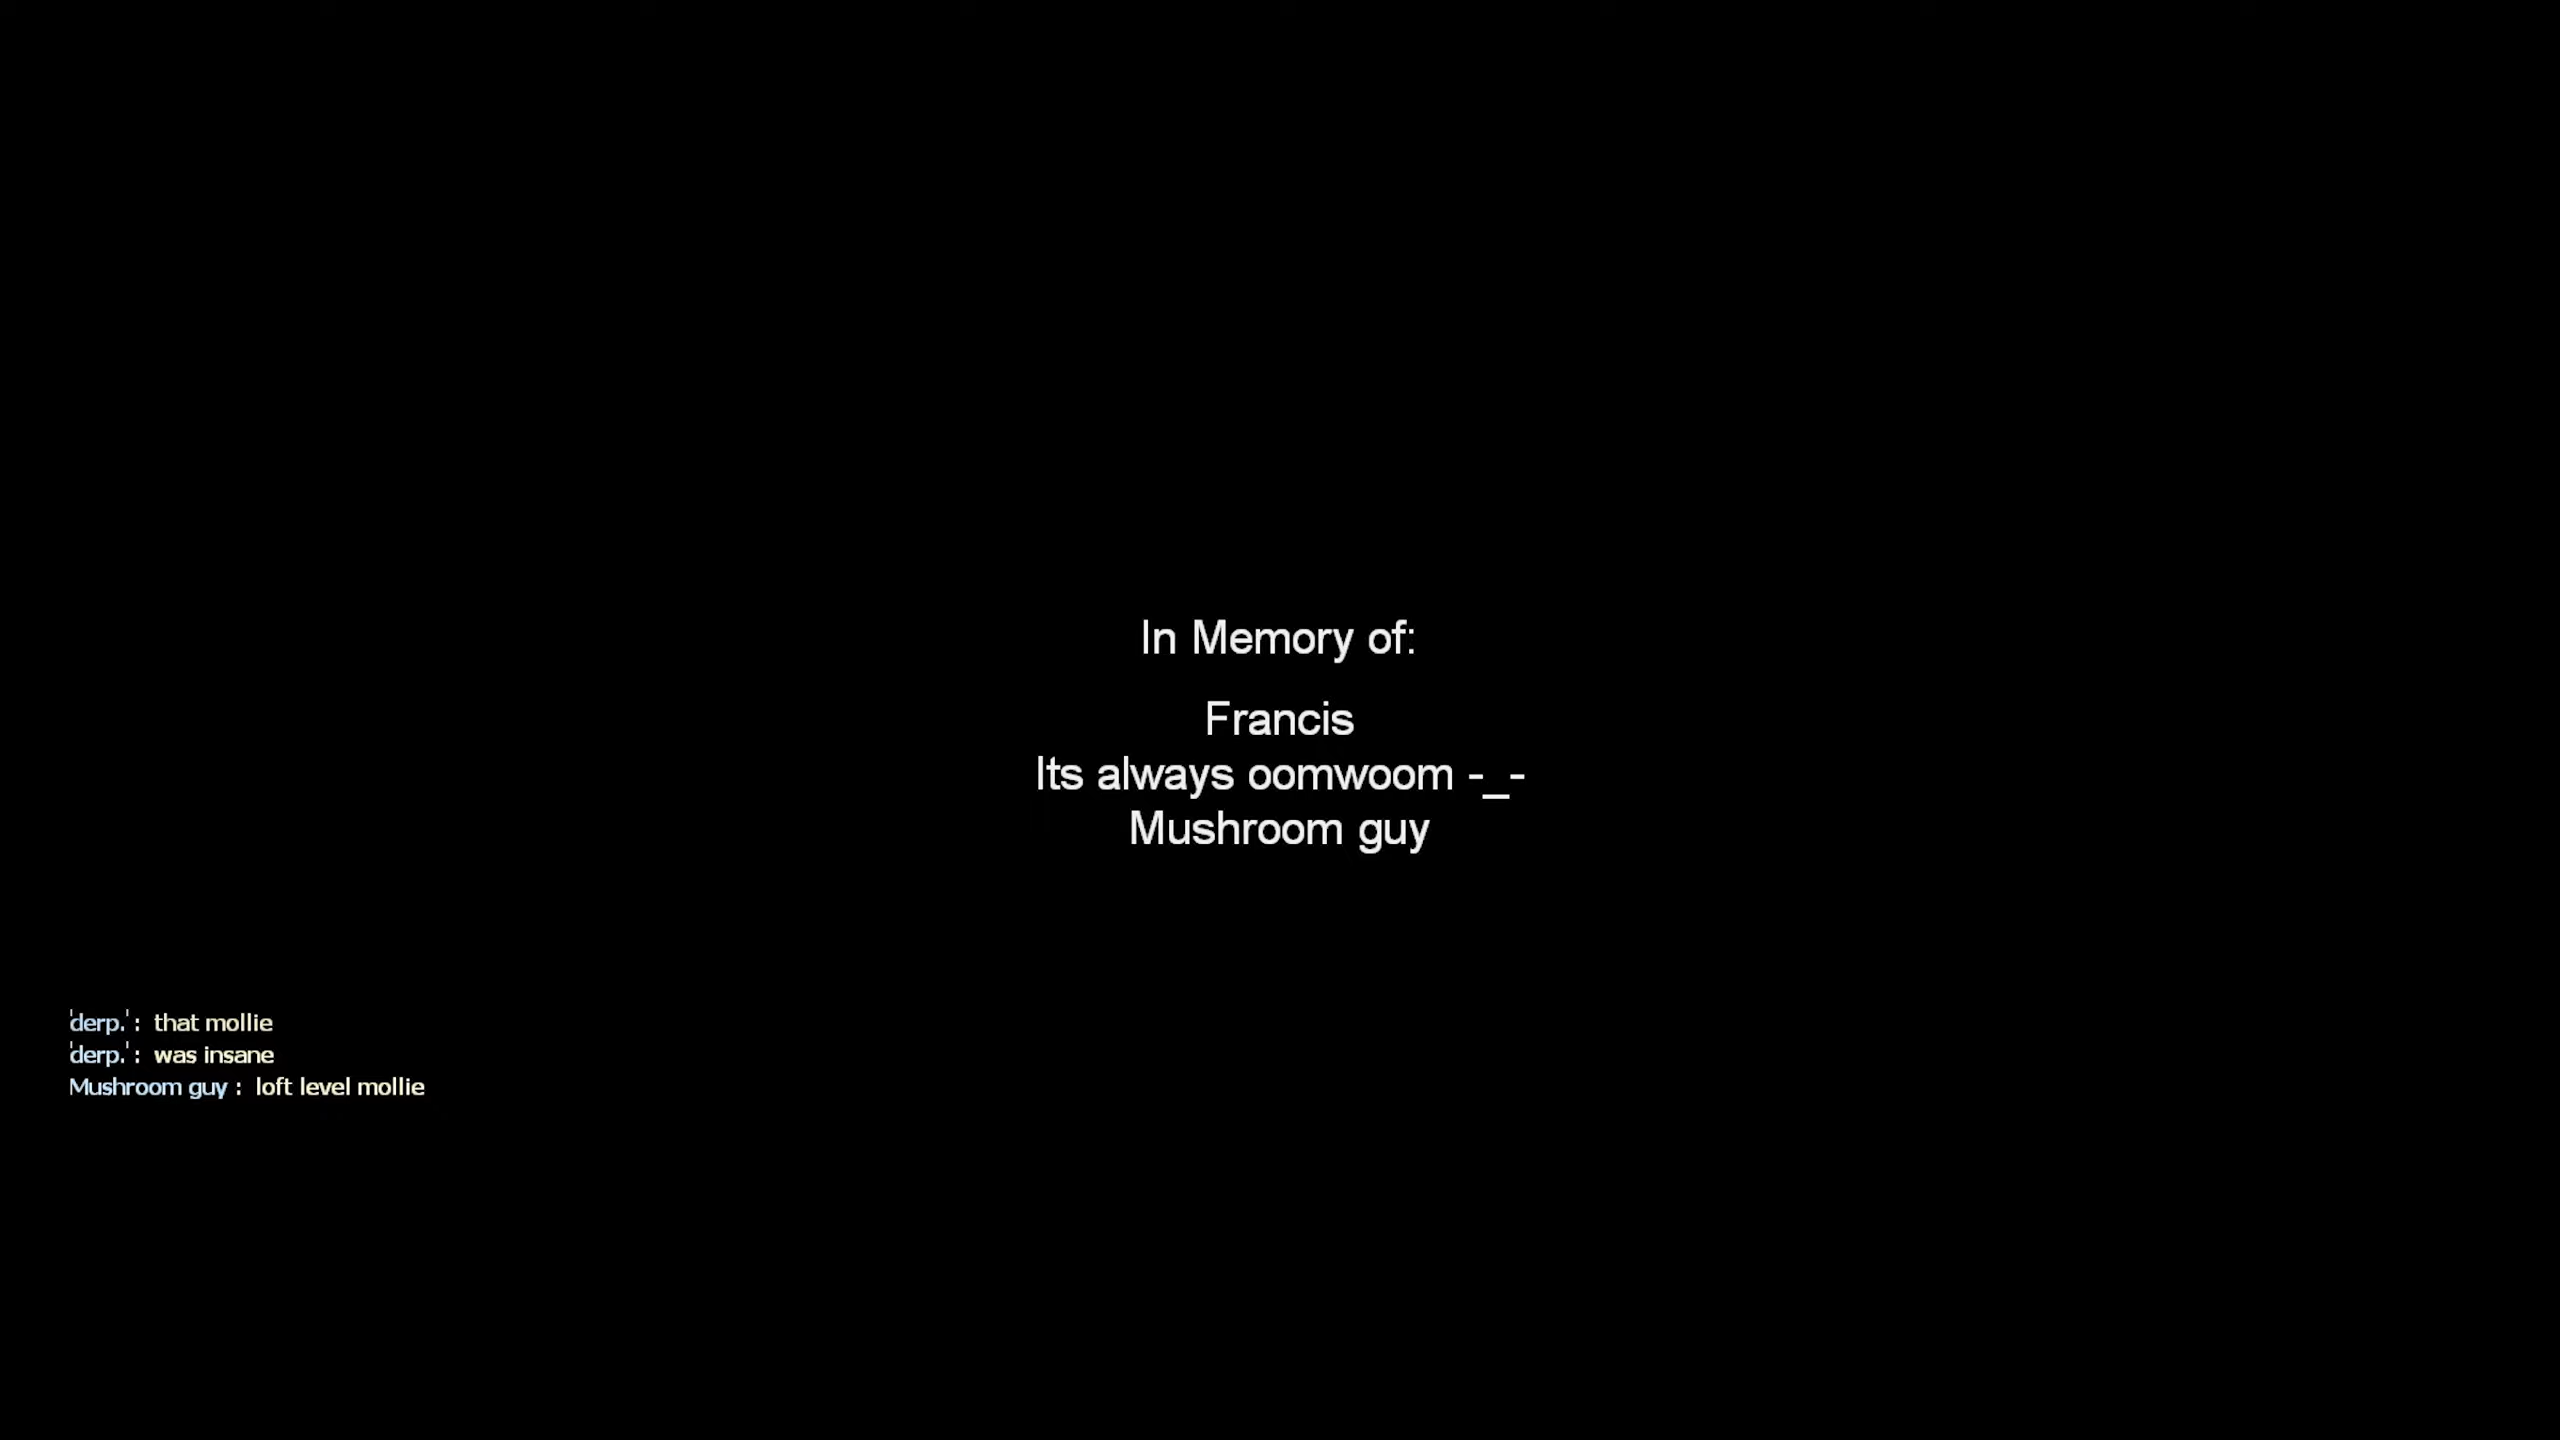 In Memory of:
Francis
Its always oomwoom -_-
Mushroom guy
'derp.' : that mollie
'derp.' : was insane
Mushroom guy : loft level mollie